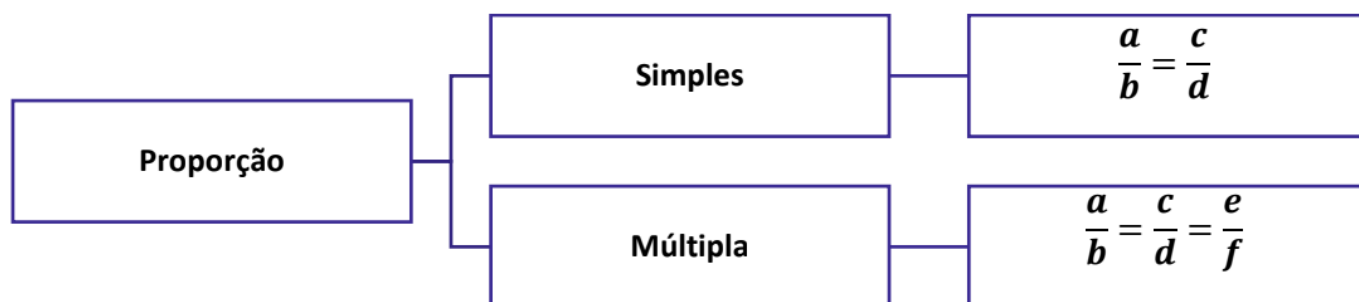 Proporção
Simples
a/b = c/d
Múltipla
a/b = c/d = e/f